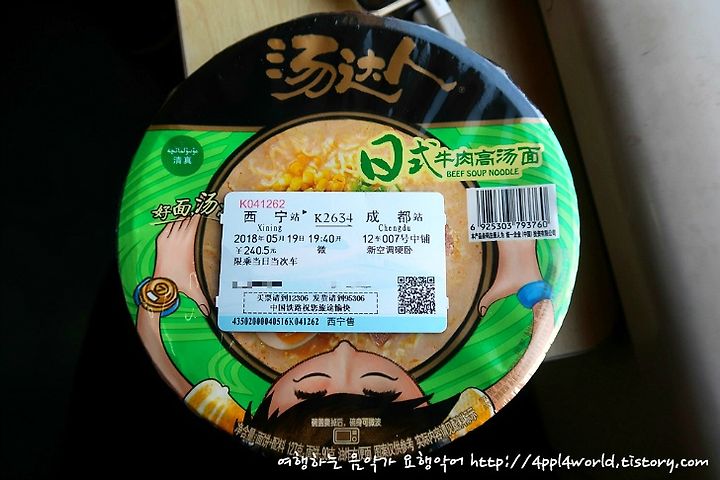 汤达人
日式牛肉高汤面
BEEF SOUP NOODLE
清真
好面,汤
K041262
西宁站 K2634 成都站
Xining Chengdu
2018年05月19日19:40开 12车007号中铺
￥240.5元 微 新空调硬卧
限乘当日当次车
买票请到12306 发货请到95306
中国铁路祝您旅途愉快
43502000040516K041262 西宁售
6 925303 793760
여행하는 음악가 요행악어 http://4ppl4world.tistory.com